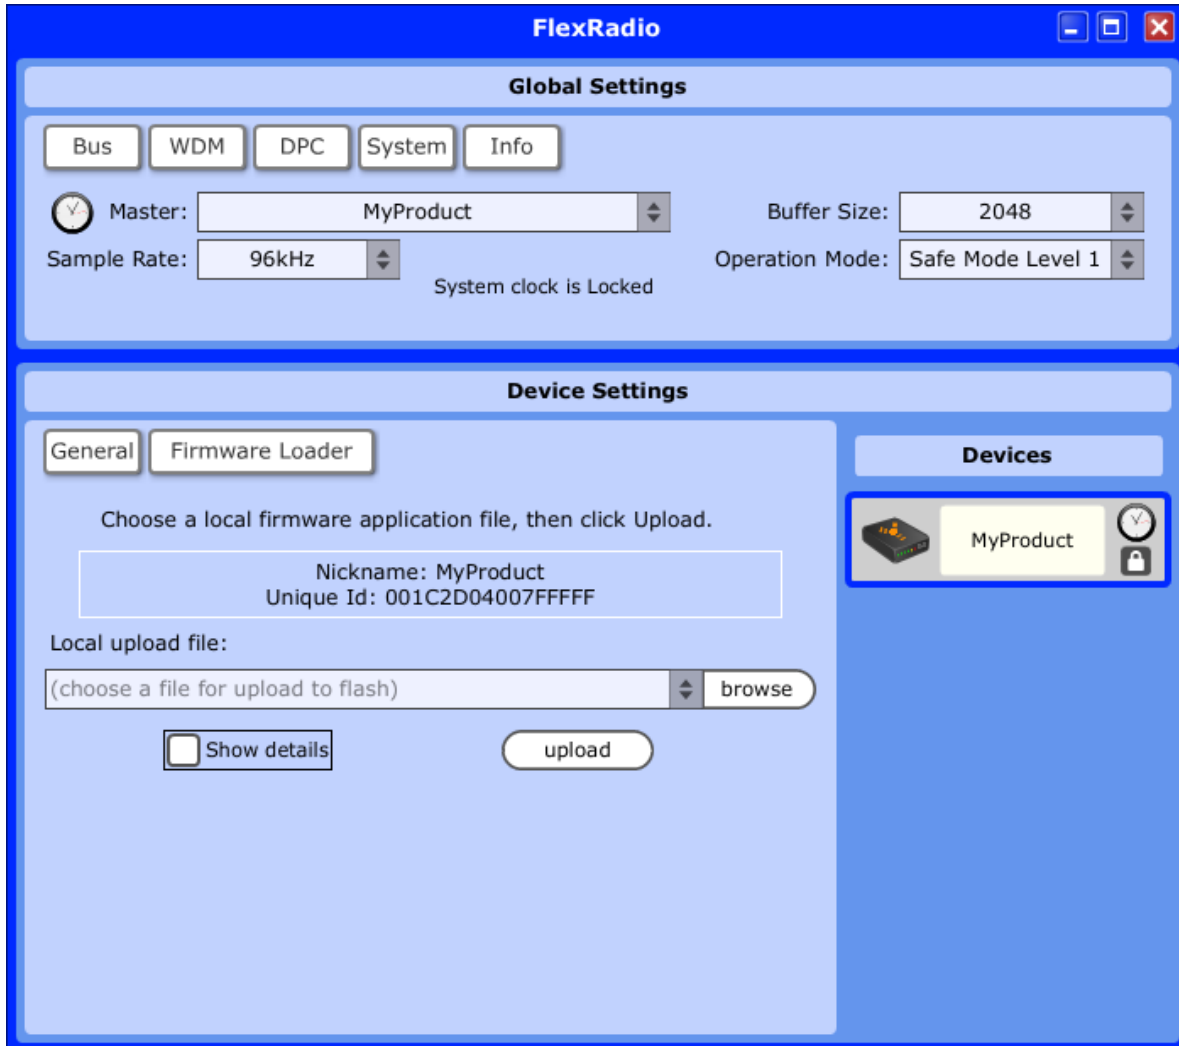 FlexRadio
Global Settings
Bus WDM DPC System Info
Master: MyProduct Buffer Size: 2048
Sample Rate: 96kHz Operation Mode: Safe Mode Level 1
System clock is Locked
Device Settings
General Firmware Loader
Devices
Choose a local firmware application file, then click Upload.
MyProduct
Nickname: MyProduct
Unique Id: 001C2D04007FFFFF
Local upload file:
(choose a file for upload to flash) browse
Show details upload